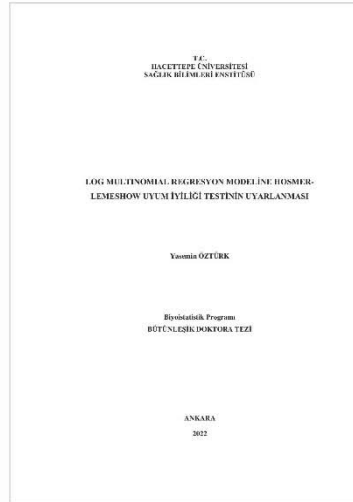 T.C.
HACETTEPE ÜNİVERSİTESİ
SAĞLIK BİLİMLERİ ENSTİTÜSÜ
LOG MULTINOMIAL REGRESYON MODELİNE HOSMER-
LEMESHOW UYUM İYİLİĞİ TESTİNİN UYARLANMASI
Yasemin ÖZTÜRK
Biyoistatistik Programı
BÜTÜNLEŞİK DOKTORA TEZİ
ANKARA
2022